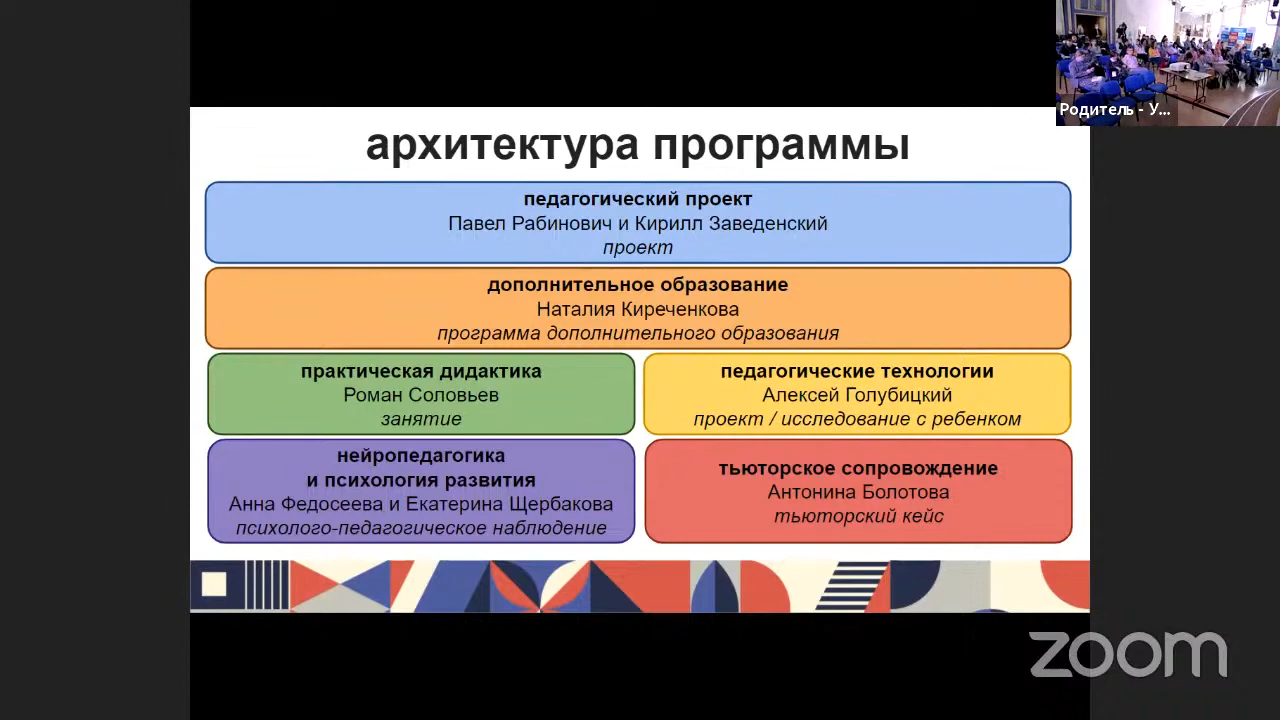 Родитель - У...
архитектура программы
педагогический проект
Павел Рабинович и Кирилл Заведенский
проект
дополнительное образование
Наталия Киреченкова
программа дополнительного образования
практическая дидактика
Роман Соловьев
занятие
педагогические технологии
Алексей Голубицкий
проект / исследование с ребенком
нейропедагогика
и психология развития
Анна Федосеева и Екатерина Щербакова
психолого-педагогическое наблюдение
тьюторское сопровождение
Антонина Болотова
тьюторский кейс
zoom